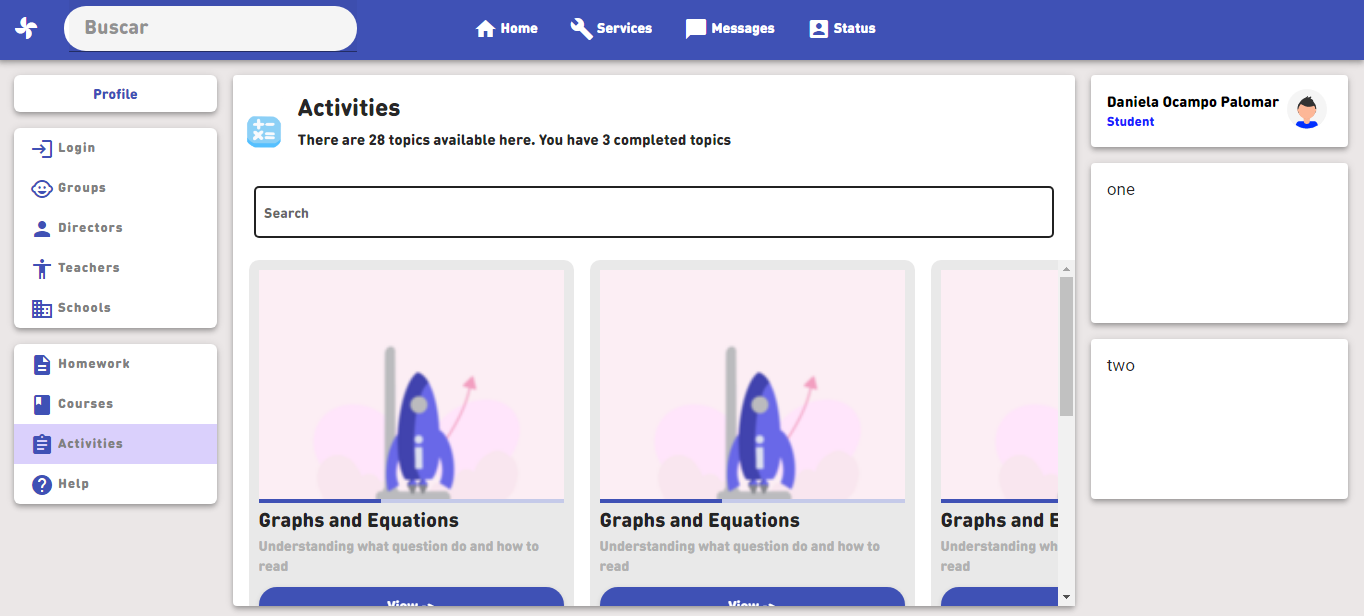 Buscar
Home
Services
Messages
Status
Profile
Login
Groups
Directors
Teachers
Schools
Homework
Courses
Activities
Help
Activities
There are 28 topics available here. You have 3 completed topics
Search
Graphs and Equations
Understanding what question do and how to
read
View ->
Graphs and Equations
Understanding what question do and how to
read
View ->
Graphs and E
Understanding wh
read
Daniela Ocampo Palomar
Student
one
two